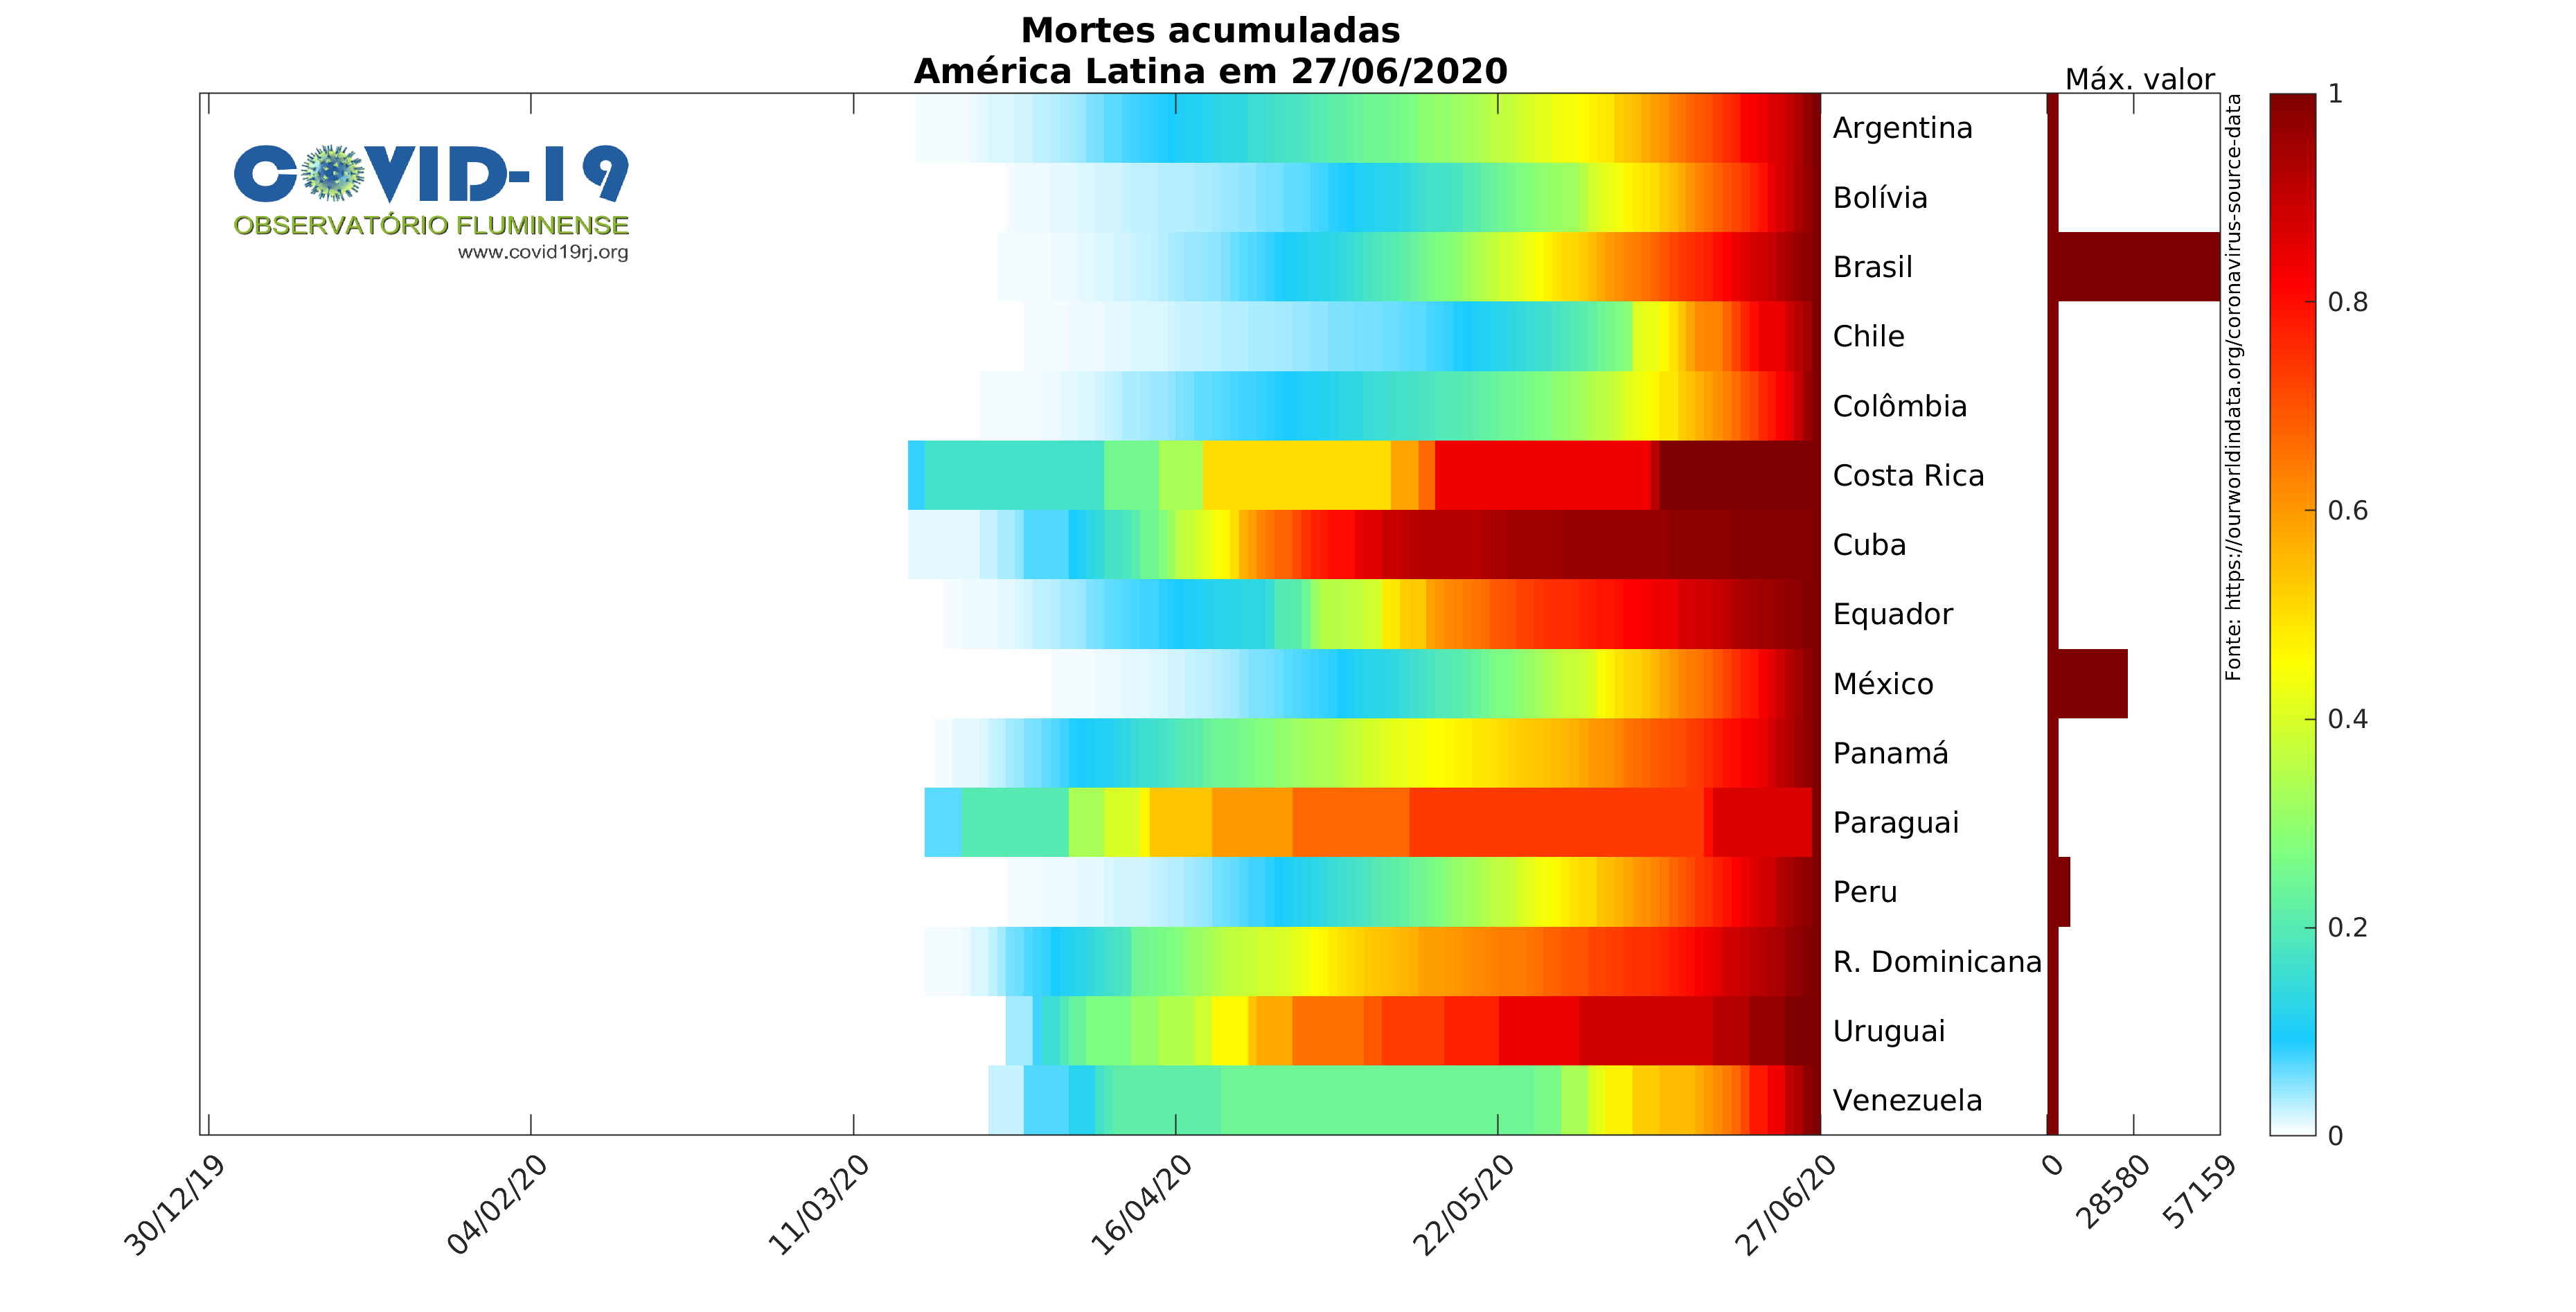 Mortes acumuladas
América Latina em 27/06/2020
Máx. valor
COVID-19
OBSERVATÓRIO FLUMINENSE
www.covid19rj.org
Argentina
Bolívia
Brasil
Chile
Colômbia
Costa Rica
Cuba
Equador
México
Panamá
Paraguai
Peru
R. Dominicana
Uruguai
Venezuela
Fonte: https://ourworldindata.org/coronavirus-source-data
1
0.8
0.6
0.4
0.2
0
30/12/19
04/02/20
11/03/20
16/04/20
22/05/20
27/06/20
0
28580
57159